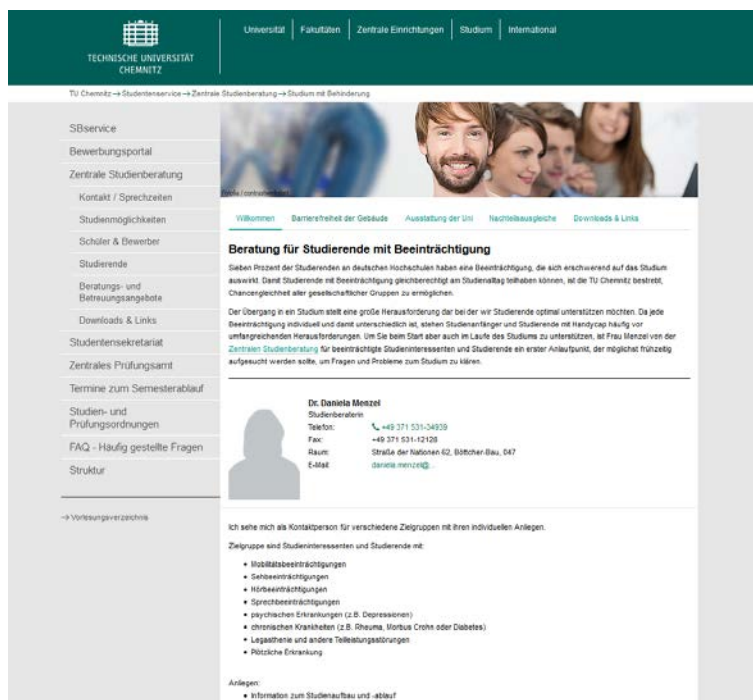 TECHNISCHE UNIVERSITÄT
CHEMNITZ
Universität
Fakultäten
Zentrale Einrichtungen
Studium
International
TU Chemnitz → Studentenservice → Zentrale Studienberatung → Studium mit Behinderung
SBservice
Bewerbungsportal
Zentrale Studienberatung
Kontakt / Sprechzeiten
Studienmöglichkeiten
Schüler & Bewerber
Studierende
Beratungs- und
Betreuungsangebote
Downloads & Links
Studentensekretariat
Zentrales Prüfungsamt
Termine zum Semesterablauf
Studien- und
Prüfungsordnungen
FAQ - Häufig gestellte Fragen
Struktur
→ Vorlesungsverzeichnis
Willkommen
Barrierefreiheit der Gebäude
Ausstattung der Uni
Nachteilsausgleiche
Downloads & Links
Beratung für Studierende mit Beeinträchtigung
Sieben Prozent der Studierenden an deutschen Hochschulen haben eine Beeinträchtigung, die sich erschwerend auf das Studium
auswirkt. Damit Studierende mit Beeinträchtigung gleichberechtigt am Studienalltag teilhaben können, ist die TU Chemnitz bestrebt,
Chancengleichheit aller gesellschaftlicher Gruppen zu ermöglichen.
Der Übergang in ein Studium stellt eine große Herausforderung dar bei der wir Studierende optimal unterstützen möchten. Da jede
Beeinträchtigung individuell und damit unterschiedlich ist, stehen Studienanfänger und Studierende mit Handycap häufig vor
umfangreichenden Herausforderungen. Um Sie beim Start aber auch im Laufe des Studiums zu unterstützen, ist Frau Menzel von der
Zentralen Studienberatung für beeinträchtigte Studieninteressenten und Studierende ein erster Anlaufpunkt, der möglichst frühzeitig
aufgesucht werden sollte, um Fragen und Probleme zum Studium zu klären.
Dr. Daniela Menzel
Studienberaterin
Telefon: +49 371 531-34939
Fax: +49 371 531-12128
Raum: Straße der Nationen 62, Böttcher-Bau, 047
E-Mail: daniela.menzel@...
Ich sehe mich als Kontaktperson für verschiedene Zielgruppen mit ihren individuellen Anliegen.
Zielgruppe sind Studieninteressenten und Studierende mit:
• Mobilitätsbeeinträchtigungen
• Sehbeeinträchtigungen
• Hörbeeinträchtigungen
• Sprechbeeinträchtigungen
• psychischen Erkrankungen (z.B. Depressionen)
• chronischen Krankheiten (z.B. Rheuma, Morbus Crohn oder Diabetes)
• Legasthenie und andere Teilleistungsstörungen
• Plötzliche Erkrankung
Anliegen:
• Information zum Studienaufbau und -ablauf